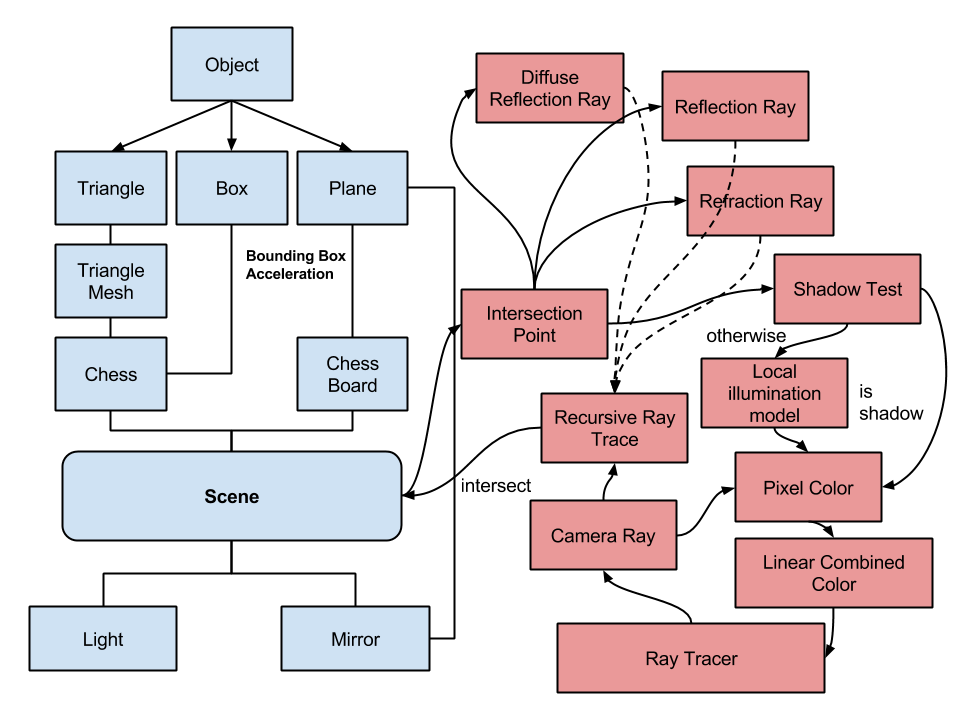 Object
Triangle
Box
Plane
Triangle
Mesh
Bounding Box
Acceleration
Chess
Chess
Board
Scene
Light
Mirror
Diffuse
Reflection Ray
Reflection Ray
Refraction Ray
Intersection
Point
Shadow Test
otherwise
Local
illumination
model
is
shadow
Recursive Ray
Trace
intersect
Pixel Color
Camera Ray
Linear Combined
Color
Ray Tracer